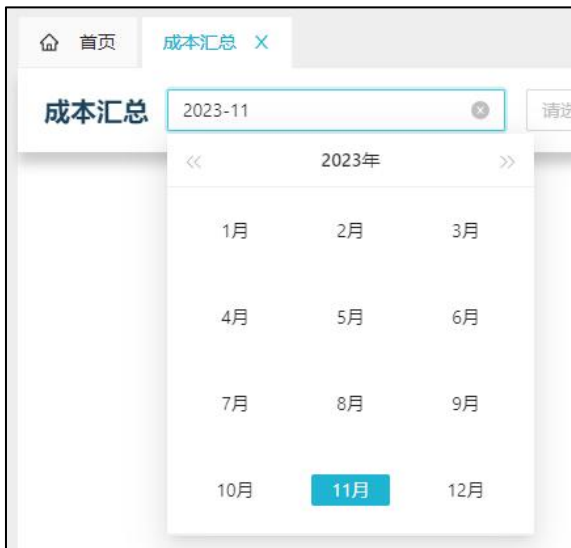 首页 成本汇总 X
成本汇总 2023-11 请选
2023年
1月 2月 3月
4月 5月 6月
7月 8月 9月
10月 11月 12月